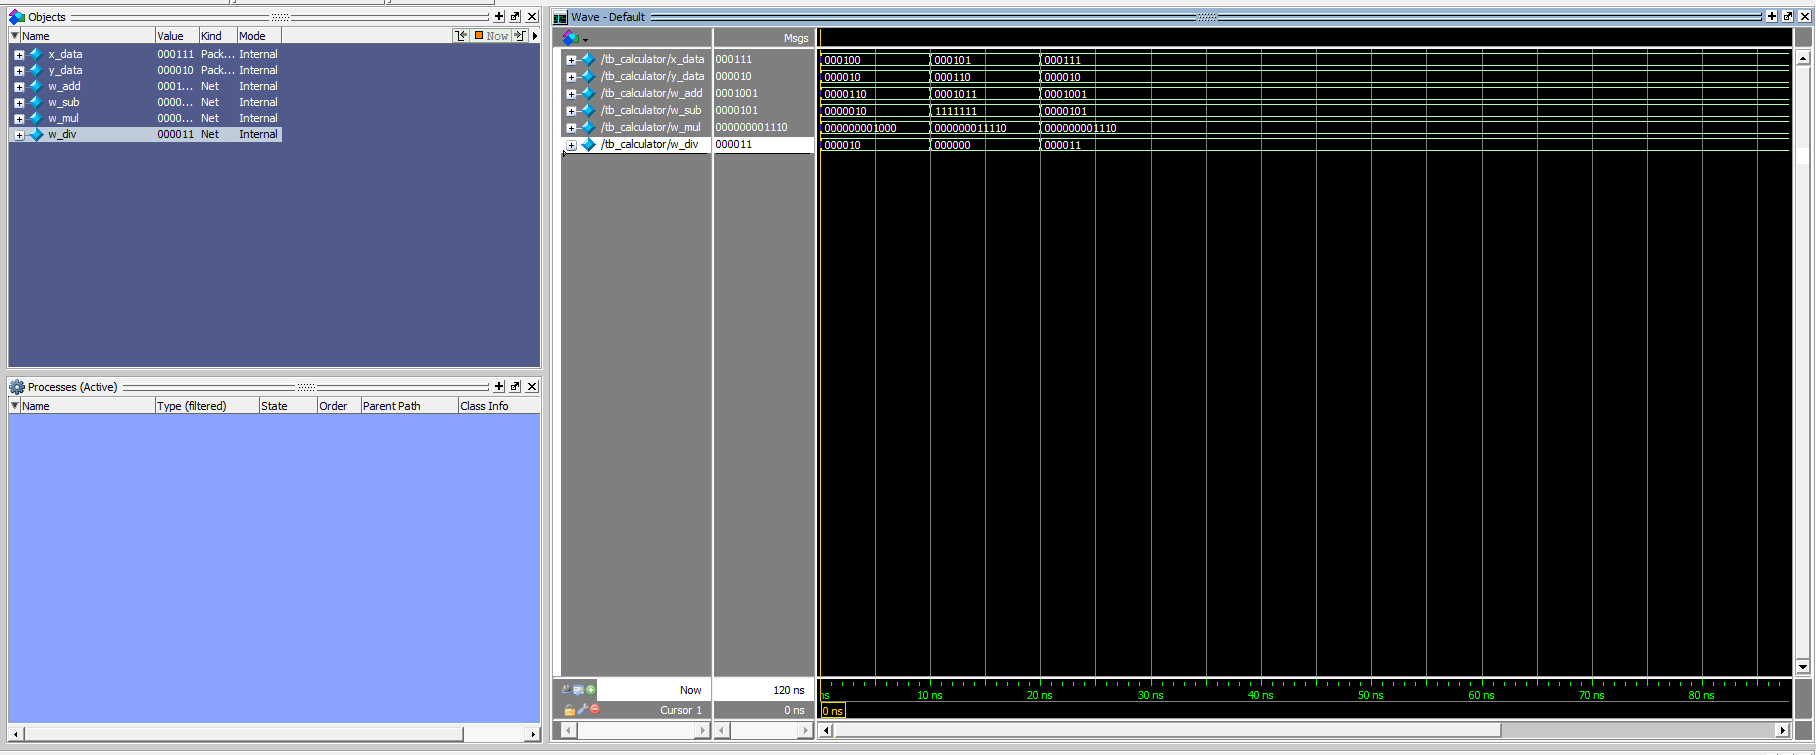 Objects
Name Value Kind Mode Now
x_data 000111 Pack... Internal
y_data 000010 Pack... Internal
w_add 0001... Net Internal
w_sub 0000... Net Internal
w_mul 0000... Net Internal
w_div 000011 Net Internal
Processes (Active)
Name Type (filtered) State Order Parent Path Class Info
Wave - Default
Msgs
/tb_calculator/x_data 000111 000100 000101 000111
/tb_calculator/y_data 000010 000010 000110 000010
/tb_calculator/w_add 0001001 0000110 0001011 0001001
/tb_calculator/w_sub 0000101 0000010 1111111 0000101
/tb_calculator/w_mul 000000001110 000000001000 000000011110 000000001110
/tb_calculator/w_div 000011 000010 000000 000011
Now 120 ns ns 10 ns 20 ns 30 ns 40 ns 50 ns 60 ns 70 ns 80 ns
Cursor 1 0 ns 0 ns